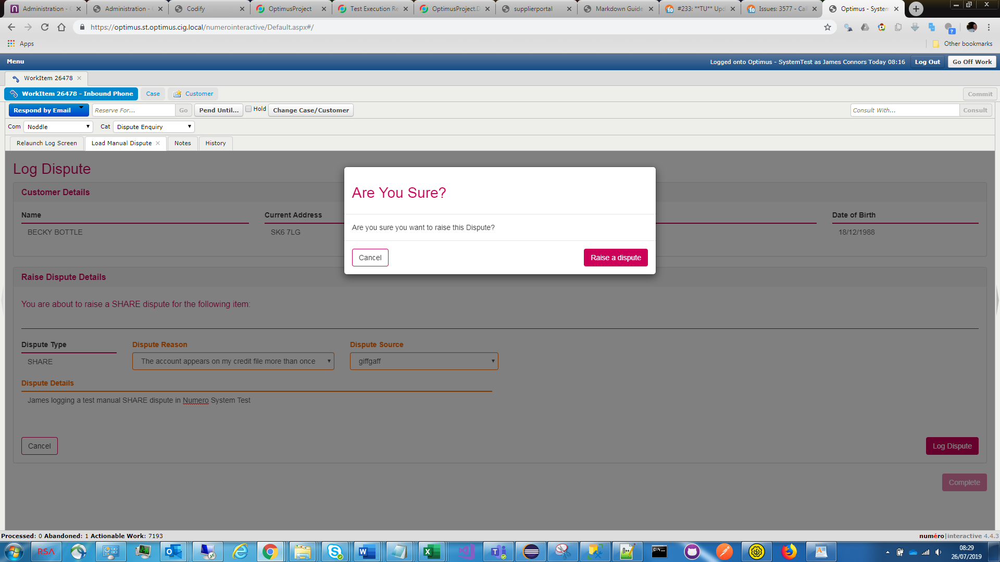 Administration - C
Administration - C
Codify
OptimusProject
Test Execution Re
OptimusProject.D
supplierportal
Markdown Guide
#233: **TU** Upd
Issues: 3577 - Cal
Optimus - System
https://optimus.st.optimus.cig.local/numerointeractive/Default.aspx#/
Apps
Other bookmarks
Menu
Logged onto Optimus - SystemTest as James Connors Today 08:16
Log Out
Go Off Work
WorkItem 26478
WorkItem 26478 - Inbound Phone
Case
Customer
Commit
Respond by Email
Reserve For...
Go
Pend Until...
Hold
Change Case/Customer
Consult With...
Consult
Com
Noddle
Cat
Dispute Enquiry
Relaunch Log Screen
Load Manual Dispute
Notes
History
Log Dispute
Customer Details
Name
Current Address
Date of Birth
BECKY BOTTLE
SK6 7LG
18/12/1988
Are You Sure?
Are you sure you want to raise this Dispute?
Cancel
Raise a dispute
Raise Dispute Details
You are about to raise a SHARE dispute for the following item:
Dispute Type
Dispute Reason
Dispute Source
SHARE
The account appears on my credit file more than once
giffgaff
Dispute Details
James logging a test manual SHARE dispute in Numero System Test
Cancel
Log Dispute
Complete
Processed: 0 Abandoned: 1 Actionable Work: 7193
numéro|interactive 4.4.3
RSA
08:29
26/07/2019